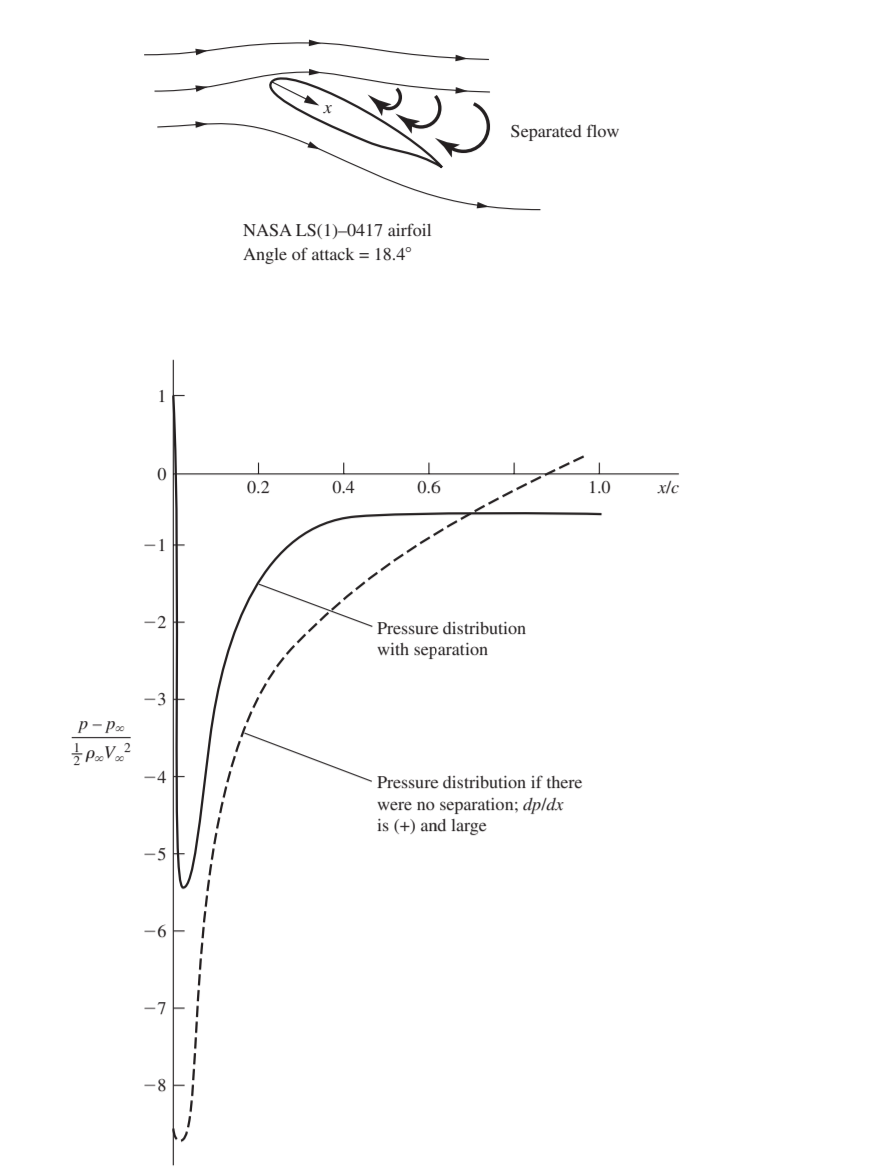 x
Separated flow
NASA LS(1)–0417 airfoil
Angle of attack = 18.4°
1
0
0.2
0.4
0.6
1.0
x/c
−1
−2
Pressure distribution
with separation
−3
p − p∞
½ ρ∞V∞²
−4
Pressure distribution if there
were no separation; dp/dx
is (+) and large
−5
−6
−7
−8